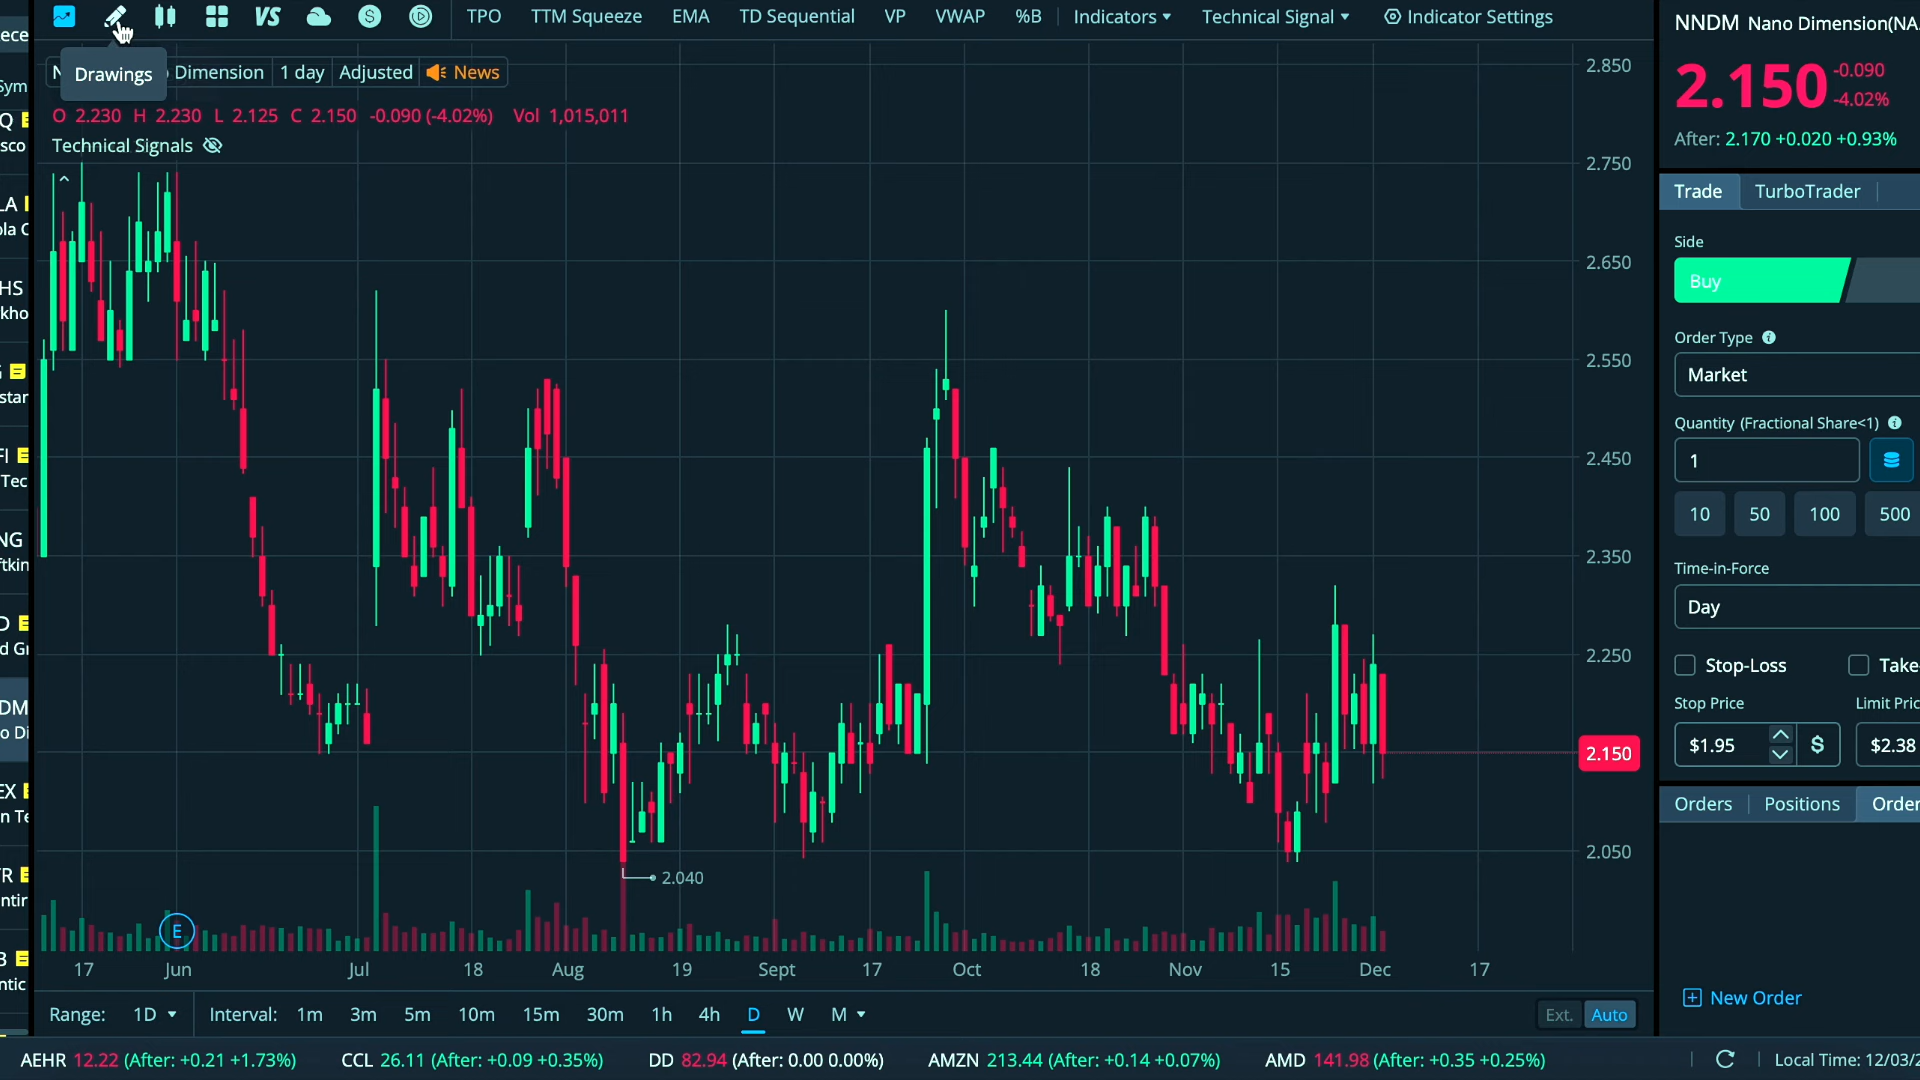 VS TPO TTM Squeeze EMA TD Sequential VP VWAP %B Indicators Technical Signal Indicator Settings
Drawings
Dimension 1 day Adjusted News
O 2.230 H 2.230 L 2.125 C 2.150 -0.090 (-4.02%) Vol 1,015,011
Technical Signals
2.850
2.750
2.650
2.550
2.450
2.350
2.250
2.150
2.050
2.040
E
17 Jun Jul 18 Aug 19 Sept 17 Oct 18 Nov 15 Dec 17
Range: 1D Interval: 1m 3m 5m 10m 15m 30m 1h 4h D W M Ext. Auto
NNDM Nano Dimension(NA
2.150 -0.090
-4.02%
After: 2.170 +0.020 +0.93%
Trade TurboTrader
Side
Buy
Order Type
Market
Quantity (Fractional Share<1)
1
10 50 100 500
Time-in-Force
Day
Stop-Loss Take-
Stop Price Limit Pric
$1.95 $ $2.38
Orders Positions Order
New Order
AEHR 12.22 (After: +0.21 +1.73%) CCL 26.11 (After: +0.09 +0.35%) DD 82.94 (After: 0.00 0.00%) AMZN 213.44 (After: +0.14 +0.07%) AMD 141.98 (After: +0.35 +0.25%) Local Time: 12/03/2